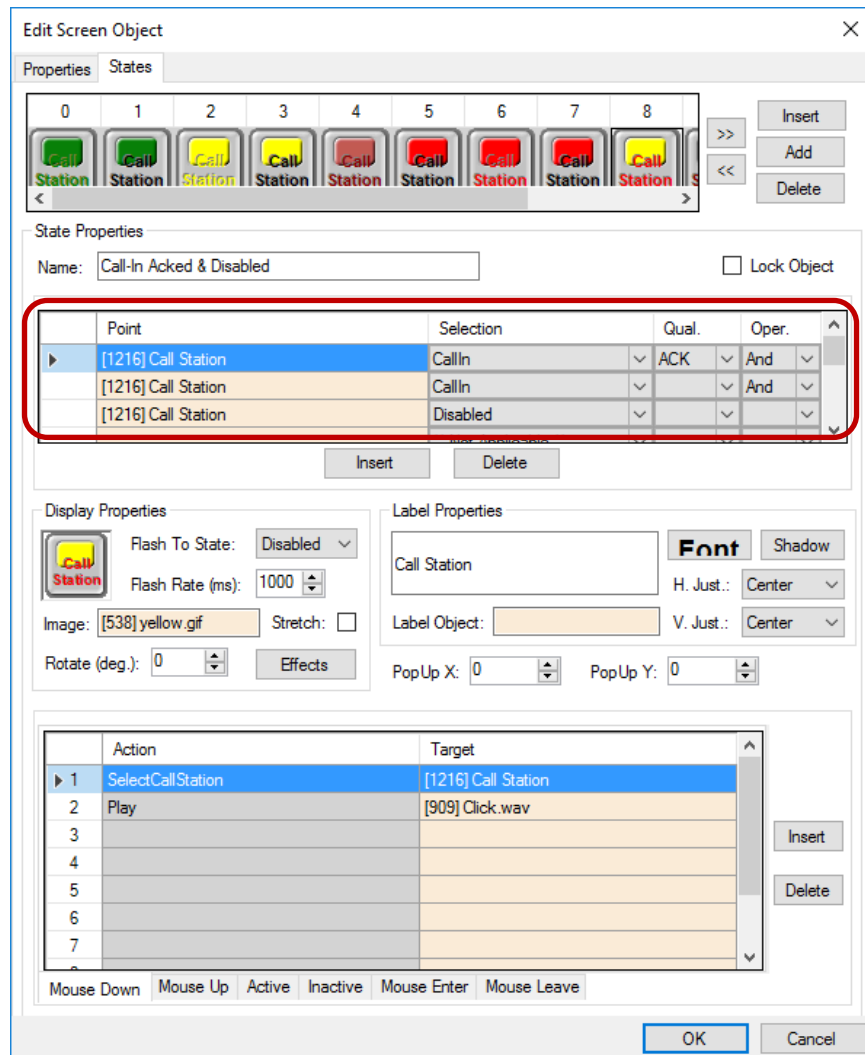 Edit Screen Object
Properties States
0 1 2 3 4 5 6 7 8
Call Call Call Call Call Call Call Call Call
Station Station Station Station Station Station Station Station Station S
>> <<
Insert
Add
Delete
State Properties
Name: Call-In Acked & Disabled Lock Object
Point Selection Qual. Oper.
[1216] Call Station CallIn ACK And
[1216] Call Station CallIn And
[1216] Call Station Disabled
Insert Delete
Display Properties
Call
Station
Flash To State: Disabled
Flash Rate (ms): 1000
Image: [538] yellow.gif Stretch:
Rotate (deg.): 0 Effects
Label Properties
Call Station
Font Shadow
H. Just.: Center
Label Object: V. Just.: Center
PopUp X: 0 PopUp Y: 0
Action Target
1 SelectCallStation [1216] Call Station
2 Play [909] Click.wav
3
4
5
6
7
Insert
Delete
Mouse Down Mouse Up Active Inactive Mouse Enter Mouse Leave
OK Cancel